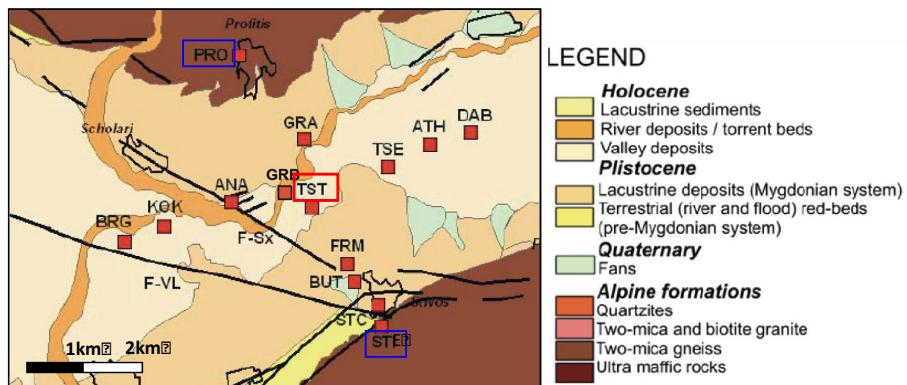 Profitis
PRO
Scholari
GRA
ATH
DAB
TSE
ANA
GRB
TST
KOK
BRG
F-Sx
FRM
F-VL
BUT
STC
STE
1km
2km
LEGEND
Holocene
Lacustrine sediments
River deposits / torrent beds
Valley deposits
Plistocene
Lacustrine deposits (Mygdonian system)
Terrestrial (river and flood) red-beds
(pre-Mygdonian system)
Quaternary
Fans
Alpine formations
Quartzites
Two-mica and biotite granite
Two-mica gneiss
Ultra maffic rocks